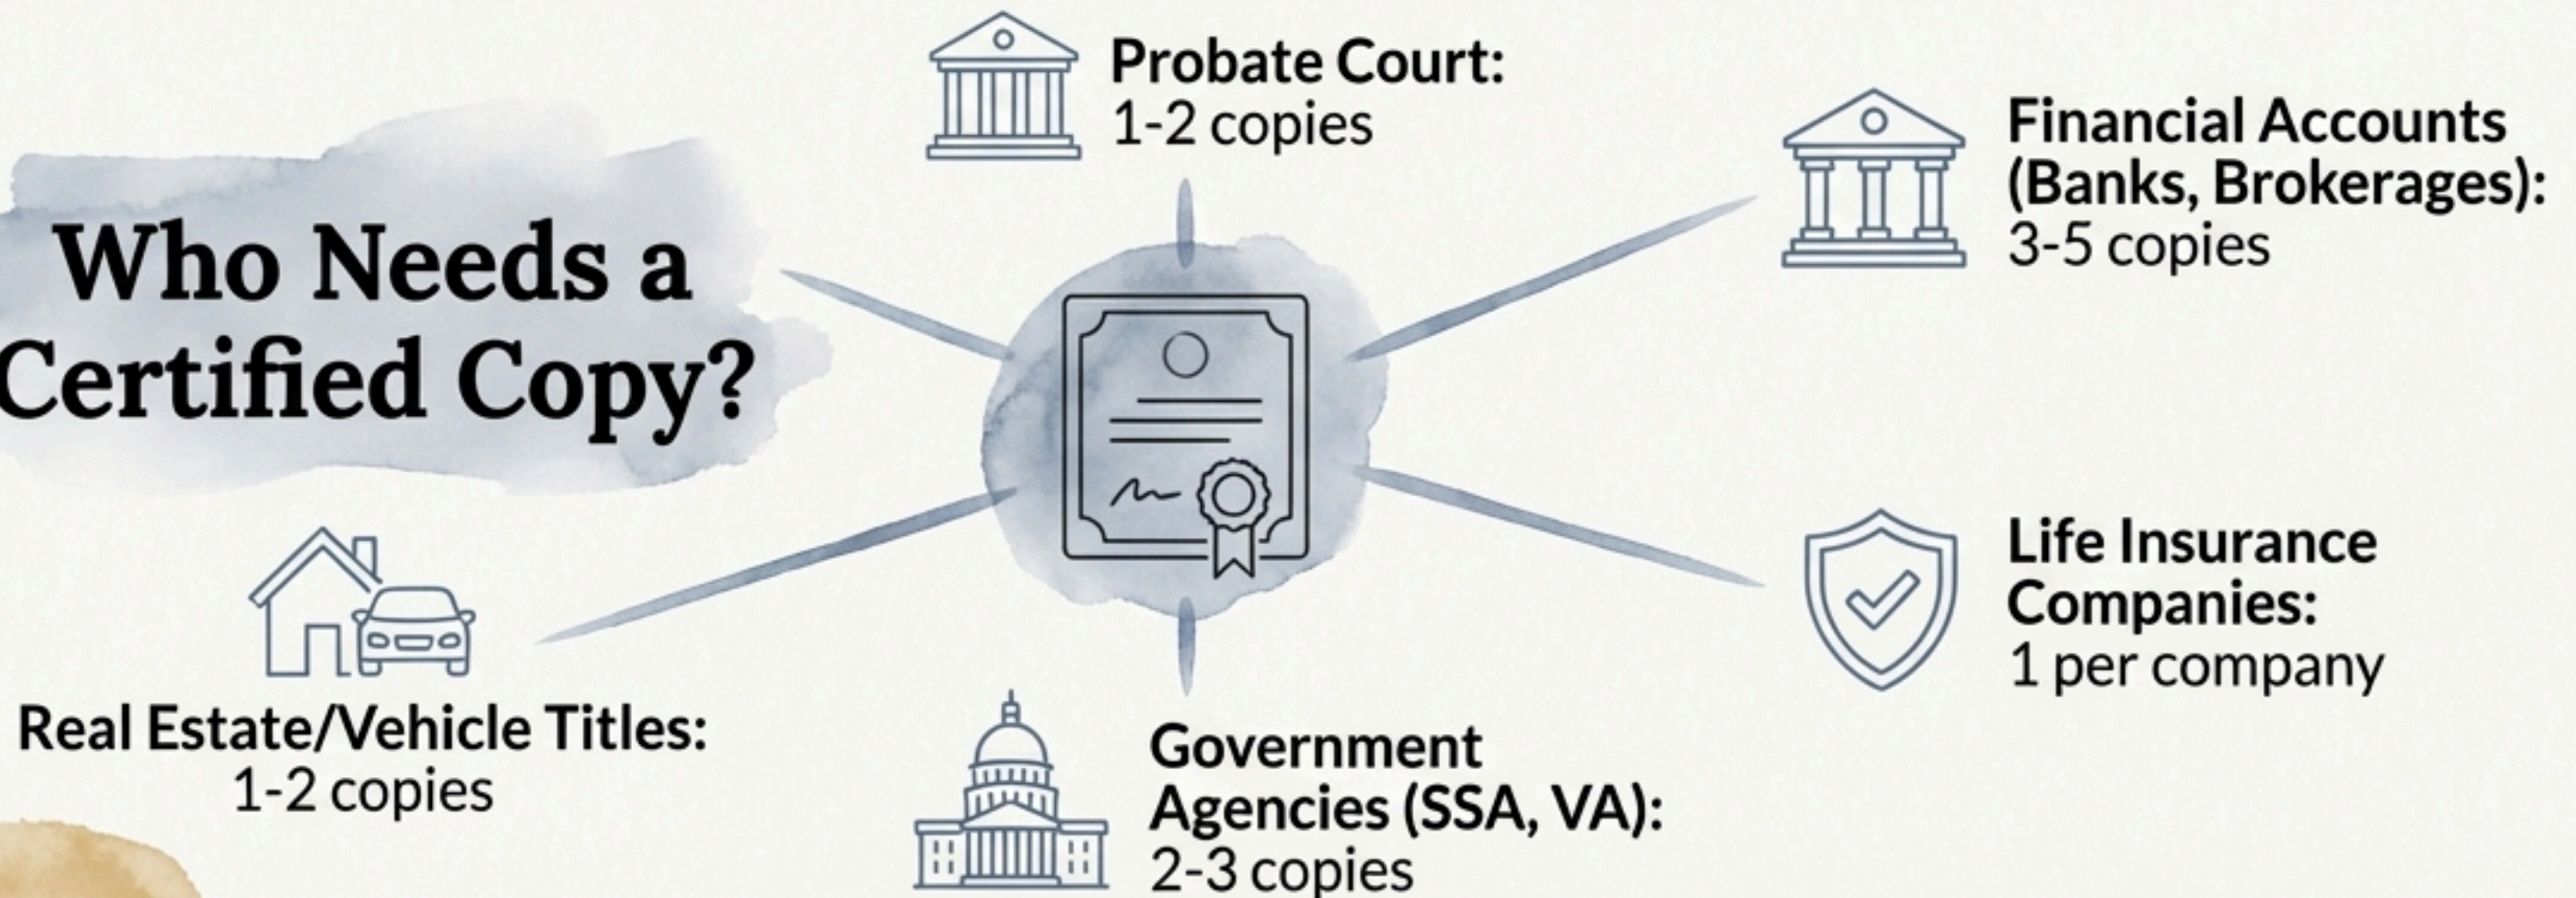 Who Needs a
Certified Copy?
Probate Court:
1-2 copies
Financial Accounts
(Banks, Brokerages):
3-5 copies
Life Insurance
Companies:
1 per company
Government
Agencies (SSA, VA):
2-3 copies
Real Estate/Vehicle Titles:
1-2 copies